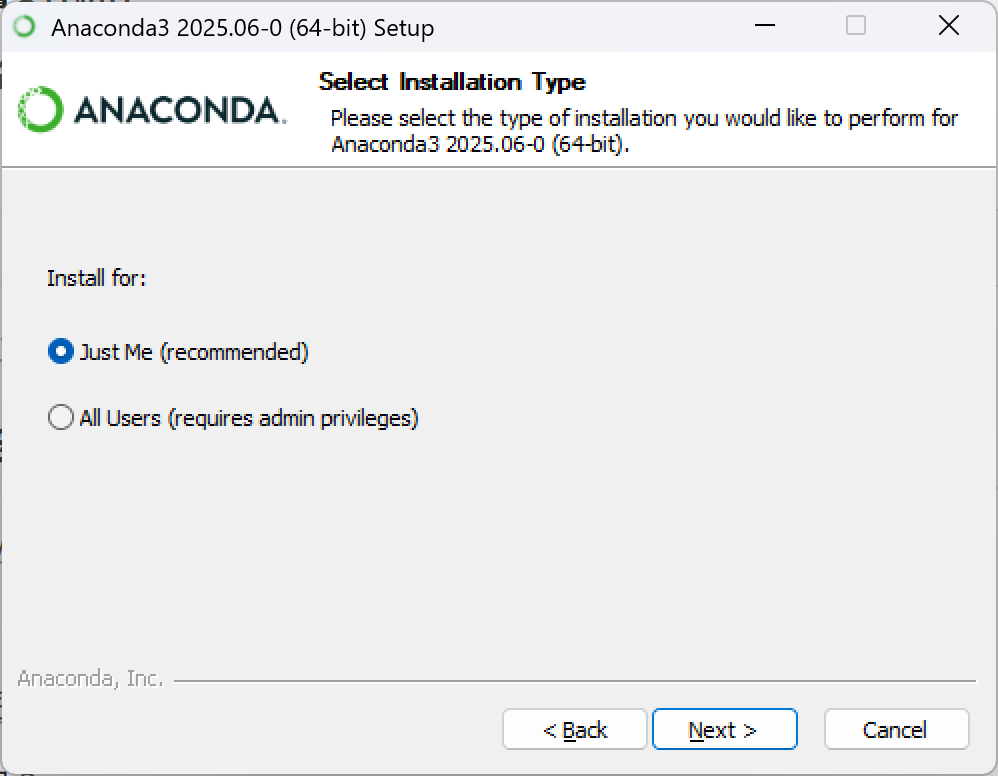 Anaconda3 2025.06-0 (64-bit) Setup
ANACONDA.
Select Installation Type
Please select the type of installation you would like to perform for
Anaconda3 2025.06-0 (64-bit).
Install for:
Just Me (recommended)
All Users (requires admin privileges)
Anaconda, Inc.
< Back
Next >
Cancel